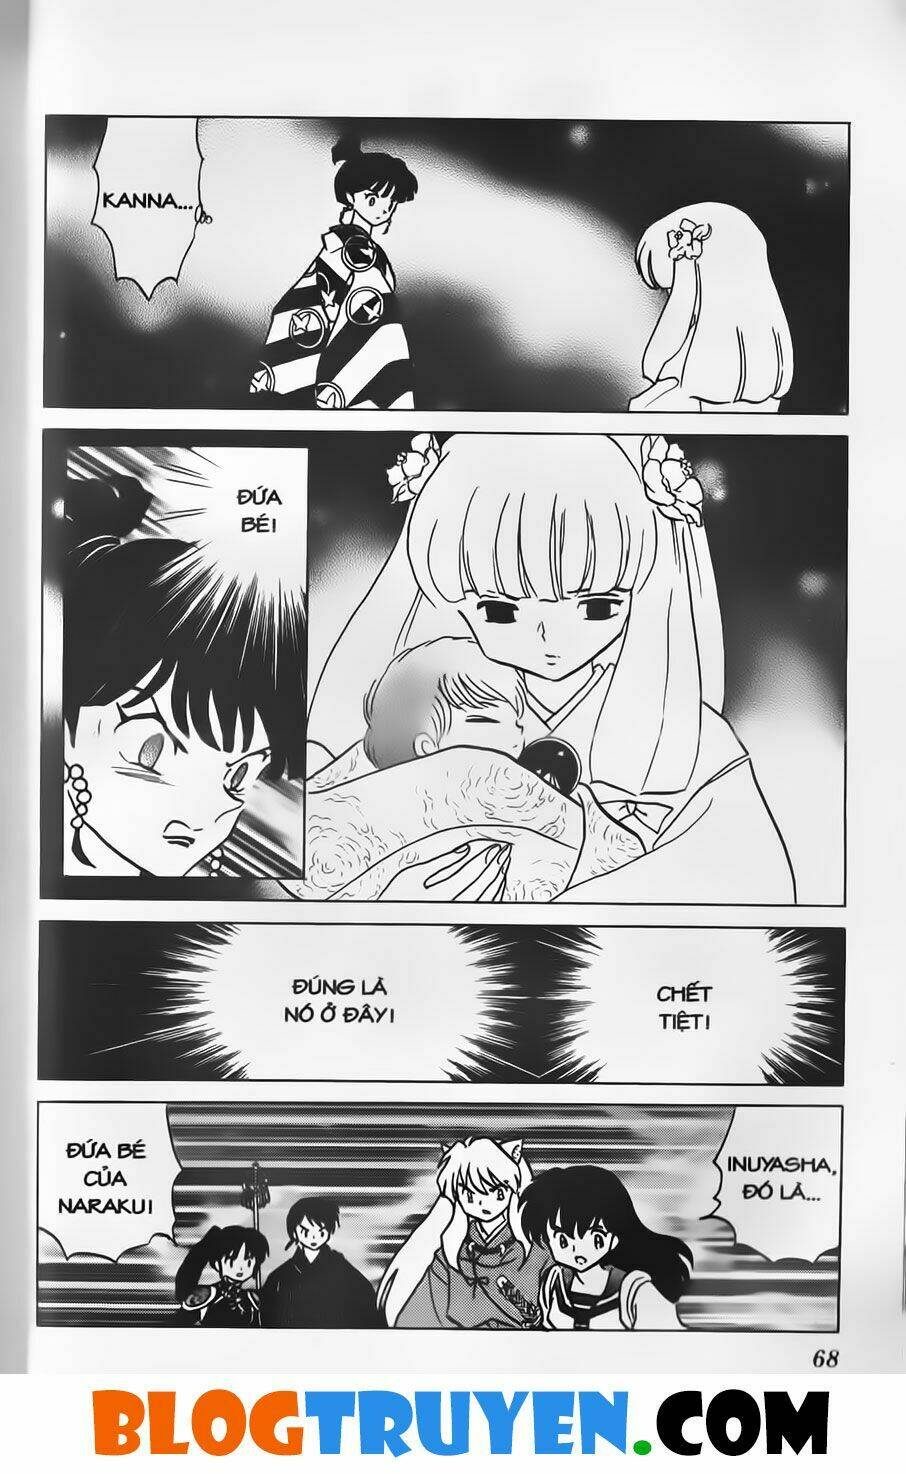 KANNA...
ĐỨA
BÉ!
ĐÚNG LÀ
NÓ Ở ĐÂY!
CHẾT
TIỆT!
ĐỨA BÉ
CỦA
NARAKU!
INUYASHA,
ĐÓ LÀ...
68
BLOGTRUYEN.COM